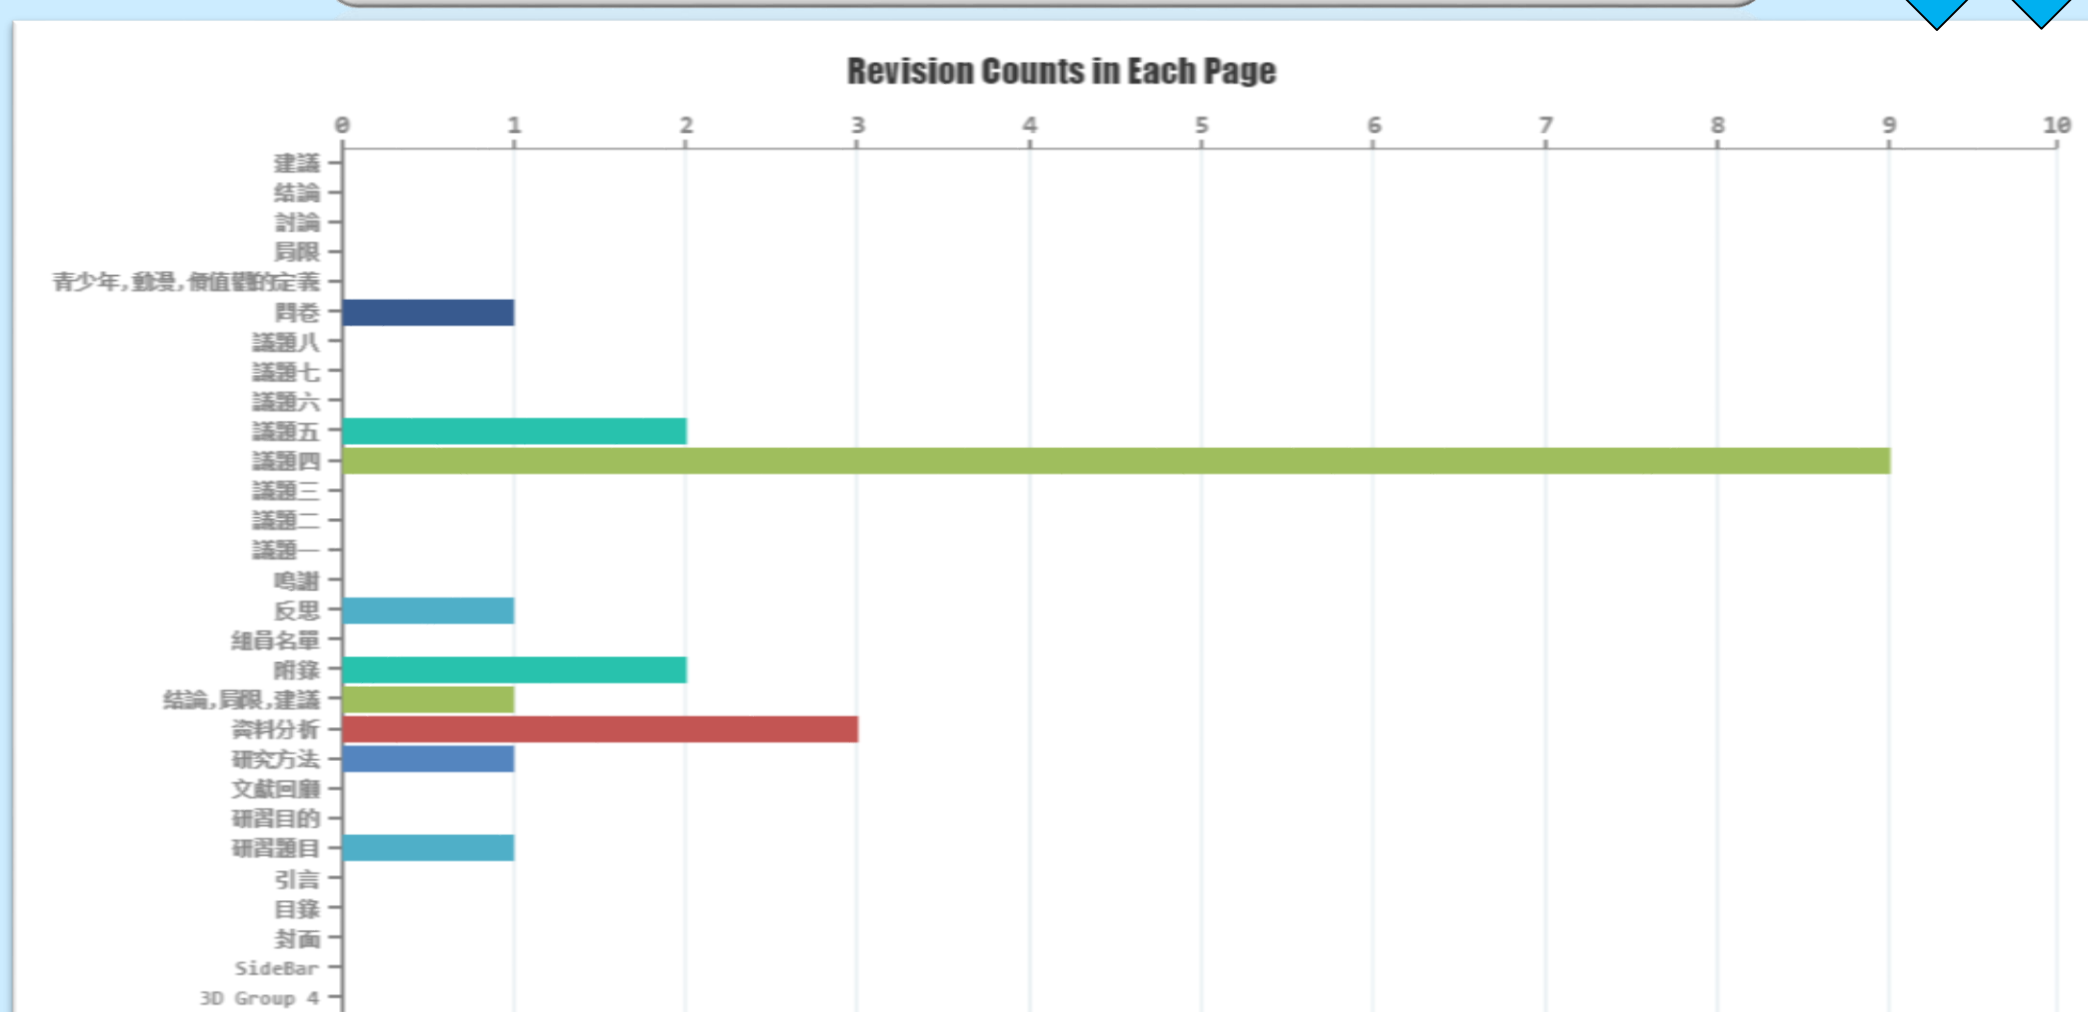 Revision Counts in Each Page
0 1 2 3 4 5 6 7 8 9 10
建議
结論
討論
局限
青少年,動漫,價值觀的定義
問卷
議題八
議題七
議題六
議題五
議題四
議題三
議題二
議題一
鳴謝
反思
組員名單
附錄
结論,局限,建議
資料分析
研究方法
文獻回顧
研習目的
研習題目
引言
目錄
封面
SideBar
3D Group 4